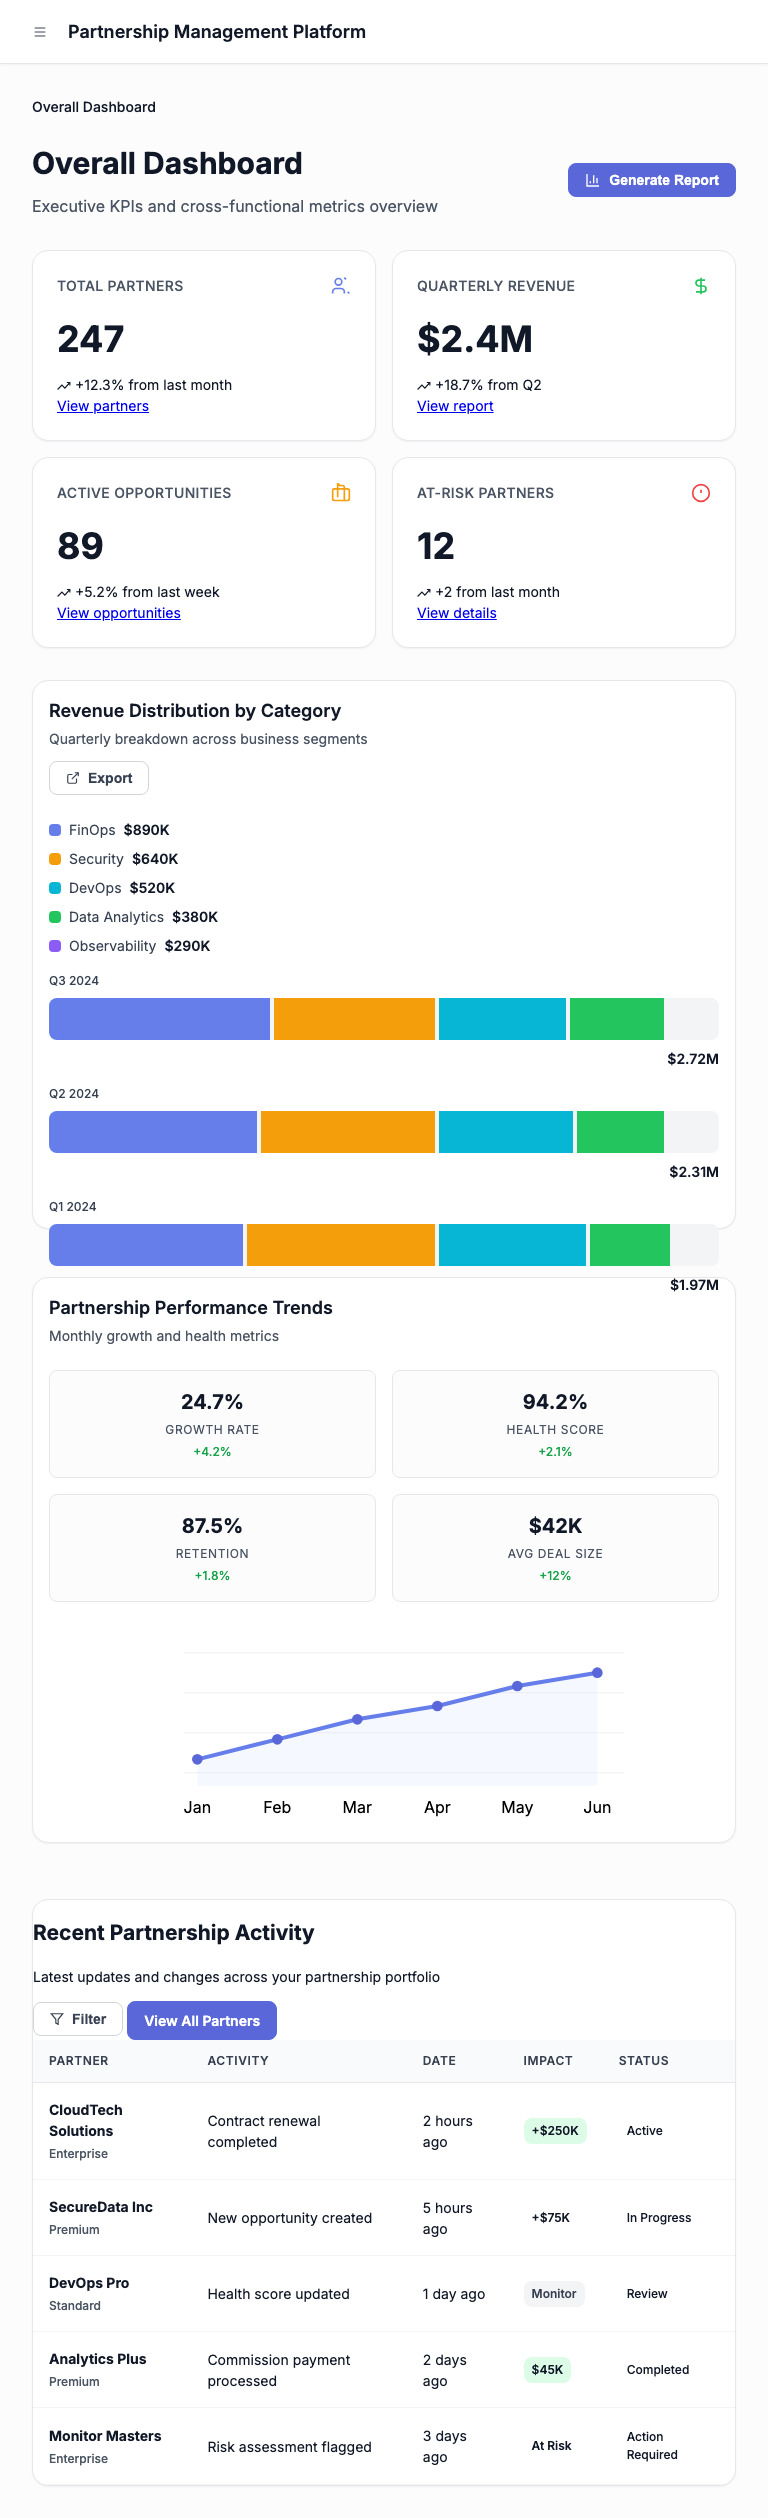 Partnership Management Platform
Overall Dashboard
Overall Dashboard
Executive KPIs and cross-functional metrics overview
Generate Report
TOTAL PARTNERS
247
+12.3% from last month
View partners
QUARTERLY REVENUE
$2.4M
+18.7% from Q2
View report
ACTIVE OPPORTUNITIES
89
+5.2% from last week
View opportunities
AT-RISK PARTNERS
12
+2 from last month
View details
Revenue Distribution by Category
Quarterly breakdown across business segments
Export
FinOps $890K
Security $640K
DevOps $520K
Data Analytics $380K
Observability $290K
Q3 2024
$2.72M
Q2 2024
$2.31M
Q1 2024
$1.97M
Partnership Performance Trends
Monthly growth and health metrics
24.7%
GROWTH RATE
+4.2%
94.2%
HEALTH SCORE
+2.1%
87.5%
RETENTION
+1.8%
$42K
AVG DEAL SIZE
+12%
Jan Feb Mar Apr May Jun
Recent Partnership Activity
Latest updates and changes across your partnership portfolio
Filter View All Partners
PARTNER ACTIVITY DATE IMPACT STATUS
CloudTech
Solutions
Enterprise
Contract renewal
completed
2 hours
ago
+$250K
Active
SecureData Inc
Premium
New opportunity created
5 hours
ago
+$75K
In Progress
DevOps Pro
Standard
Health score updated
1 day ago
Monitor
Review
Analytics Plus
Premium
Commission payment
processed
2 days
ago
$45K
Completed
Monitor Masters
Enterprise
Risk assessment flagged
3 days
ago
At Risk
Action
Required